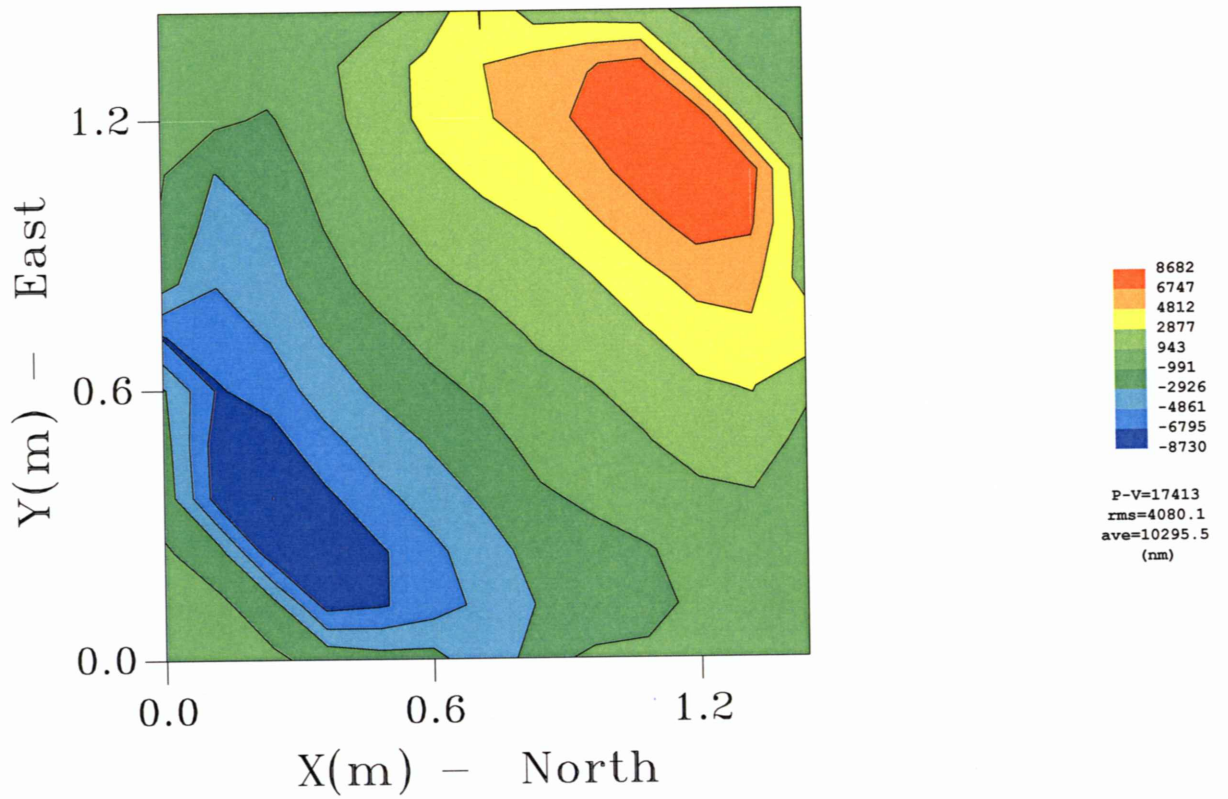 1.2
0.6
0.0
Y(m) — East
0.0 0.6 1.2
X(m) — North
8682
6747
4812
2877
943
-991
-2926
-4861
-6795
-8730
P-V=17413
rms=4080.1
ave=10295.5
(nm)